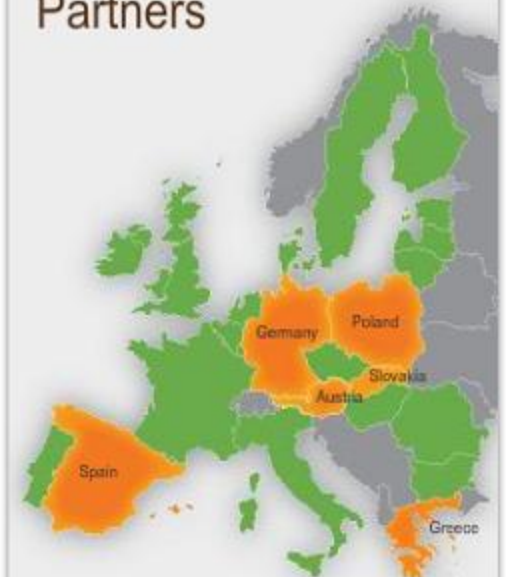 Partners
Germany
Poland
Slovakia
Austria
Spain
Greece